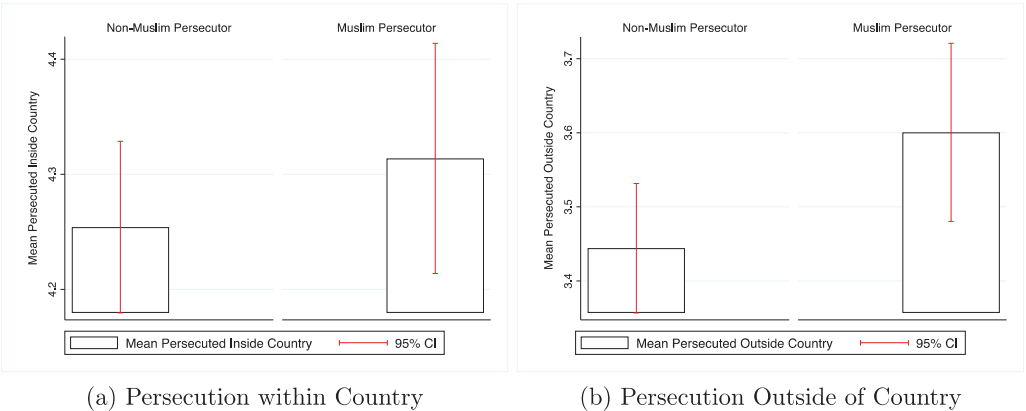 Non-Muslim Persecutor
Muslim Persecutor
Mean Persecuted Inside Country
4.4
4.3
4.2
Mean Persecuted Inside Country
95% CI
(a) Persecution within Country
Non-Muslim Persecutor
Muslim Persecutor
Mean Persecuted Outside Country
3.7
3.6
3.5
3.4
Mean Persecuted Outside Country
95% CI
(b) Persecution Outside of Country